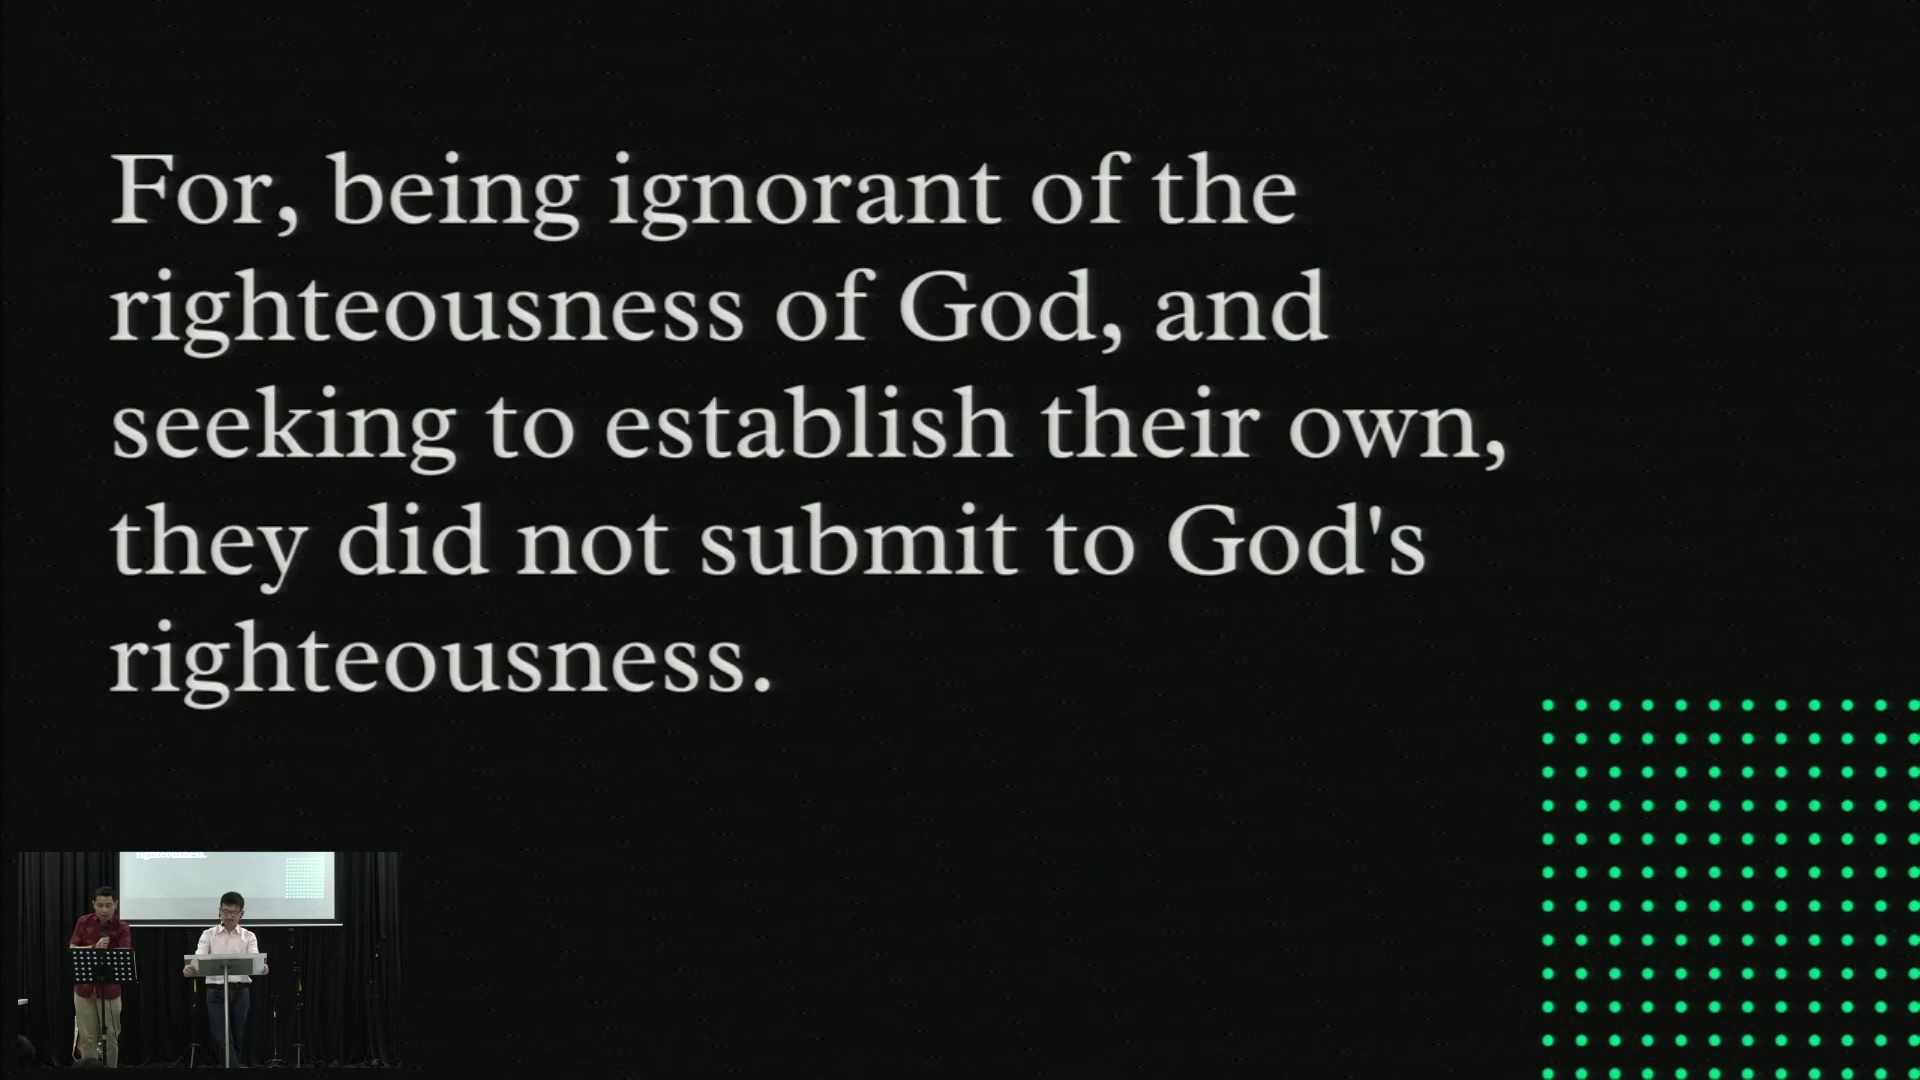 For, being ignorant of the
righteousness of God, and
seeking to establish their own,
they did not submit to God's
righteousness.
righteousness.